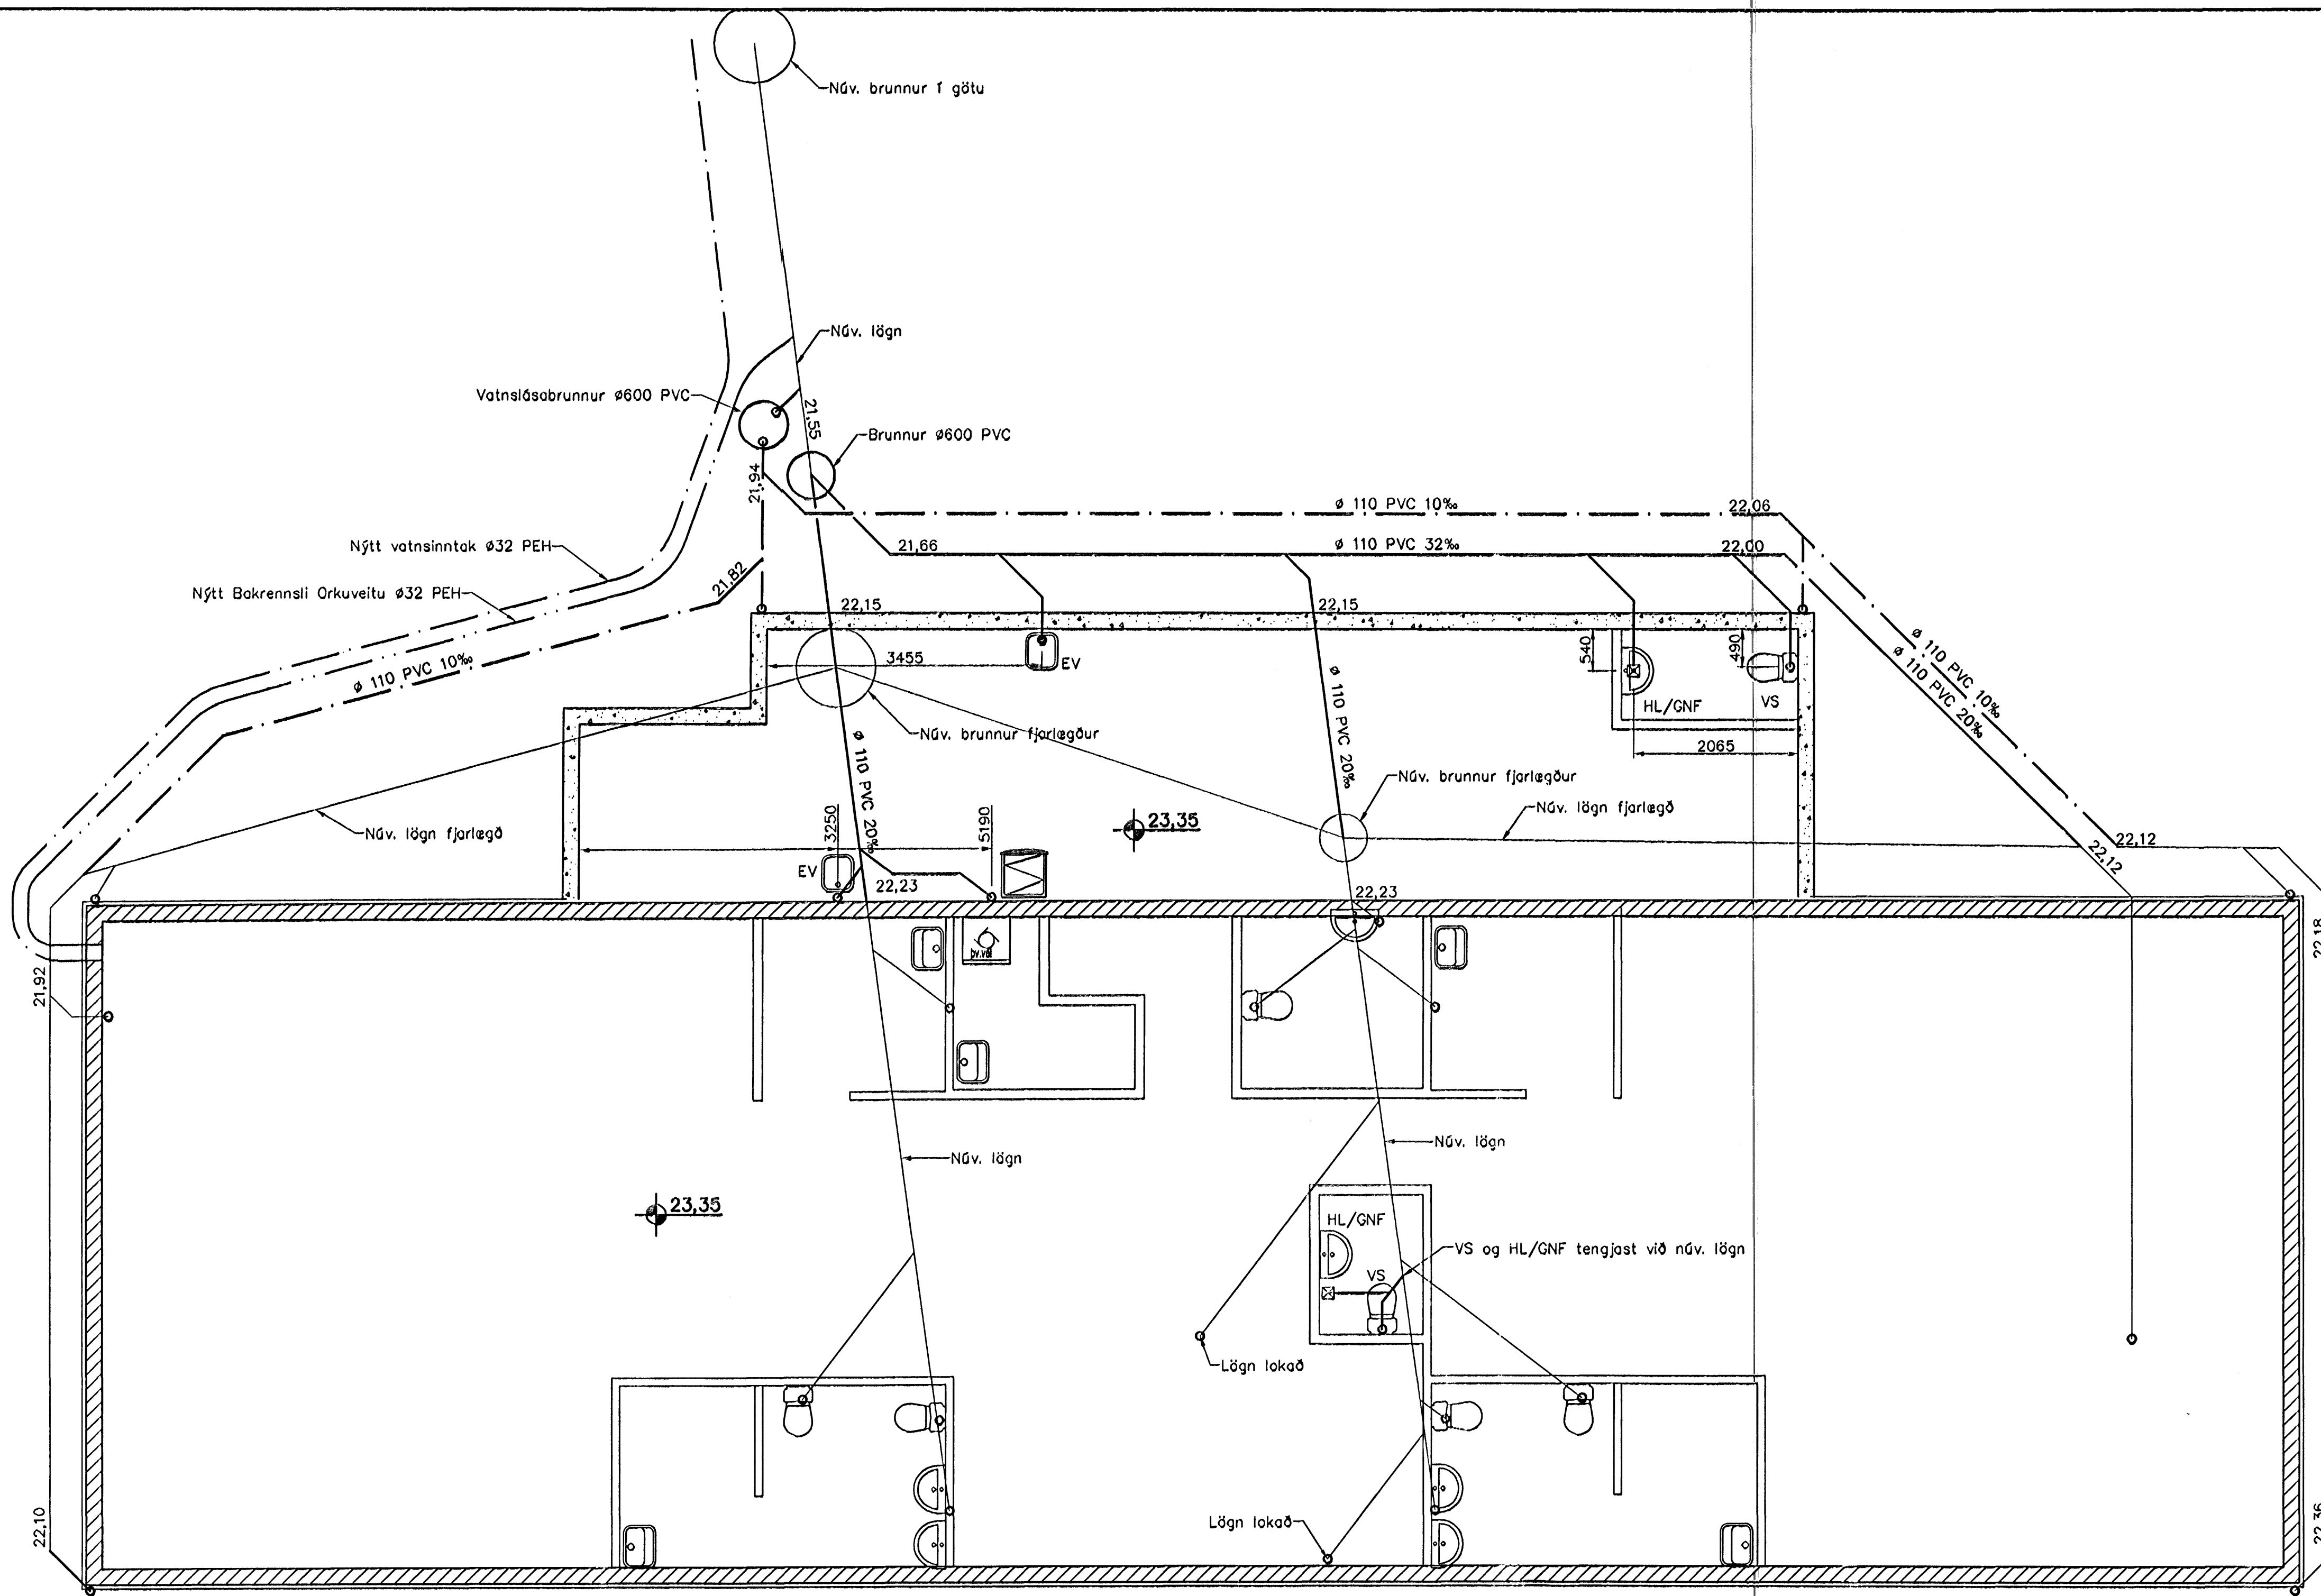 Núv. brunnur í götu
Núv. lögn
Vatnslásabrunnur ø600 PVC
21,55
Brunnur ø600 PVC
21,94
ø 110 PVC 10‰
22,06
Nýtt vatnsinntak ø32 PEH
21,66
ø 110 PVC 32‰
22,00
Nýtt Bakrennsli Orkuveitu ø32 PEH
21,82
22,15
22,15
ø 110 PVC 10‰
3455
EV
540
490
HL/GNF
VS
2065
ø 110 PVC 10‰
ø 110 PVC 20‰
ø 110 PVC 20‰
Núv. brunnur fjarlægður
ø 110 PVC 20‰
Núv. brunnur fjarlægður
Núv. lögn fjarlægð
Núv. lögn fjarlægð
3250
5190
23,35
22,12
22,12
EV
22,23
22,23
22,18
þv.vél
21,92
Núv. lögn
Núv. lögn
23,35
HL/GNF
VS og HL/GNF tengjast við núv. lögn
VS
Lögn lokað
Lögn lokað
22,10
22,36